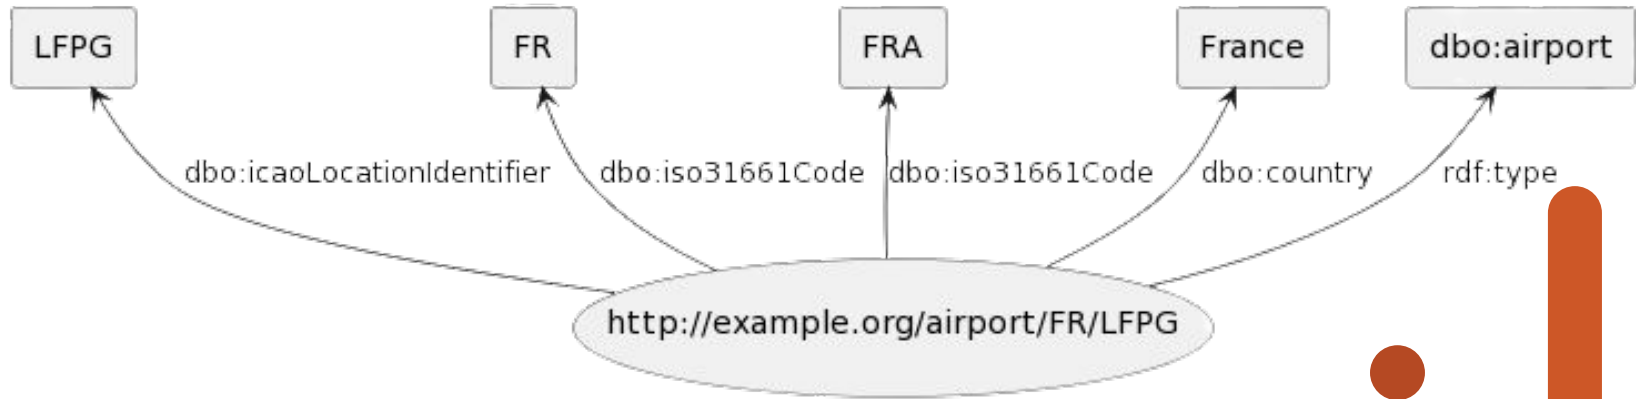 LFPG
FR
FRA
France
dbo:airport
dbo:icaoLocationIdentifier
dbo:iso31661Code
dbo:iso31661Code
dbo:country
rdf:type
http://example.org/airport/FR/LFPG